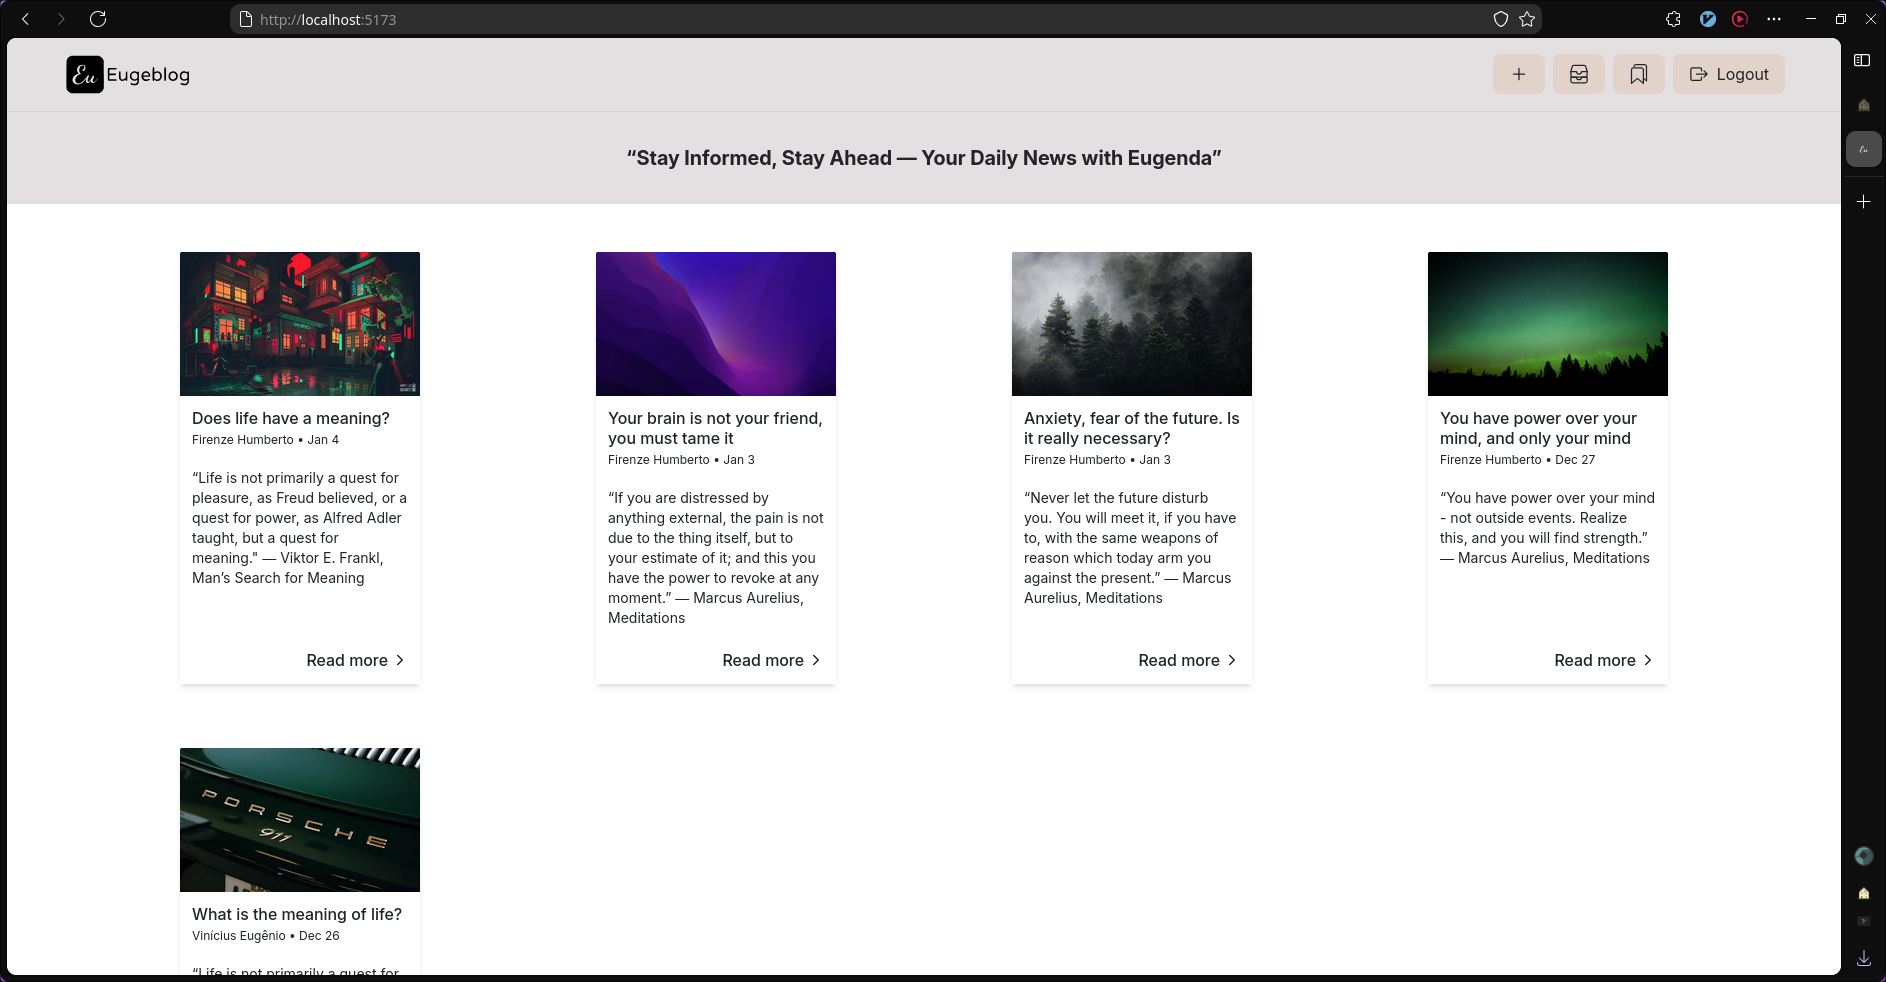 http://localhost:5173
Eu Eugeblog
Logout
“Stay Informed, Stay Ahead — Your Daily News with Eugenda”
Does life have a meaning?
Firenze Humberto • Jan 4
“Life is not primarily a quest for
pleasure, as Freud believed, or a
quest for power, as Alfred Adler
taught, but a quest for
meaning." — Viktor E. Frankl,
Man’s Search for Meaning
Read more
Your brain is not your friend,
you must tame it
Firenze Humberto • Jan 3
“If you are distressed by
anything external, the pain is not
due to the thing itself, but to
your estimate of it; and this you
have the power to revoke at any
moment.” — Marcus Aurelius,
Meditations
Read more
Anxiety, fear of the future. Is
it really necessary?
Firenze Humberto • Jan 3
“Never let the future disturb
you. You will meet it, if you have
to, with the same weapons of
reason which today arm you
against the present.” — Marcus
Aurelius, Meditations
Read more
You have power over your
mind, and only your mind
Firenze Humberto • Dec 27
“You have power over your mind
- not outside events. Realize
this, and you will find strength.”
— Marcus Aurelius, Meditations
Read more
PORSCHE
911
What is the meaning of life?
Vinícius Eugênio • Dec 26
“Life is not primarily a quest for